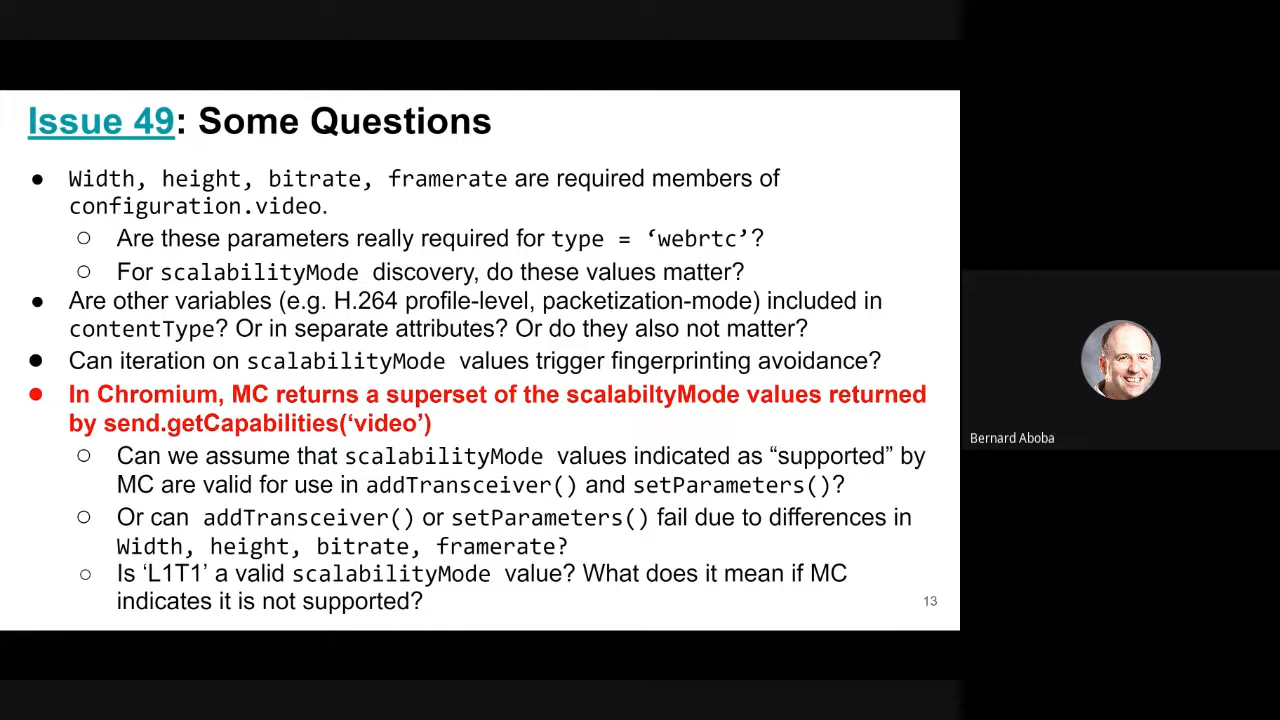 Issue 49: Some Questions
● Width, height, bitrate, framerate are required members of
configuration.video.
○ Are these parameters really required for type = ‘webrtc’?
○ For scalabilityMode discovery, do these values matter?
● Are other variables (e.g. H.264 profile-level, packetization-mode) included in
contentType? Or in separate attributes? Or do they also not matter?
● Can iteration on scalabilityMode values trigger fingerprinting avoidance?
● In Chromium, MC returns a superset of the scalabiltyMode values returned
by send.getCapabilities(‘video’)
○ Can we assume that scalabilityMode values indicated as “supported” by
MC are valid for use in addTransceiver() and setParameters()?
○ Or can addTransceiver() or setParameters() fail due to differences in
Width, height, bitrate, framerate?
○ Is ‘L1T1’ a valid scalabilityMode value? What does it mean if MC
indicates it is not supported?
13
Bernard Aboba